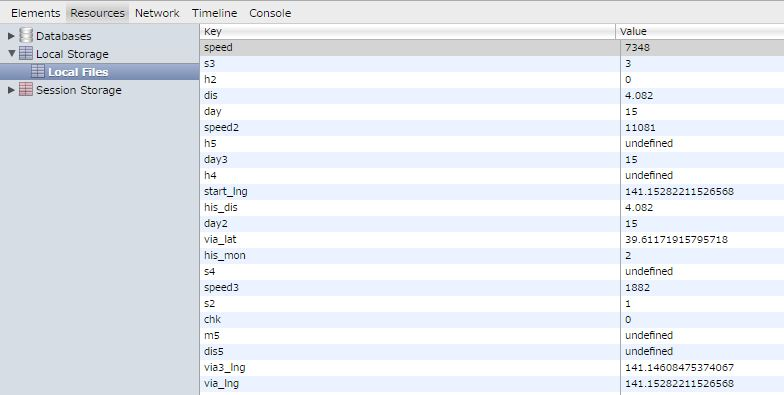 Elements Resources Network Timeline Console
Databases
Local Storage
Local Files
Session Storage
Key Value
speed 7348
s3 3
h2 0
dis 4.082
day 15
speed2 11081
h5 undefined
day3 15
h4 undefined
start_lng 141.15282211526568
his_dis 4.082
day2 15
via_lat 39.61171915795718
his_mon 2
s4 undefined
speed3 1882
s2 1
chk 0
m5 undefined
dis5 undefined
via3_lng 141.14608475374067
via_lng 141.15282211526568